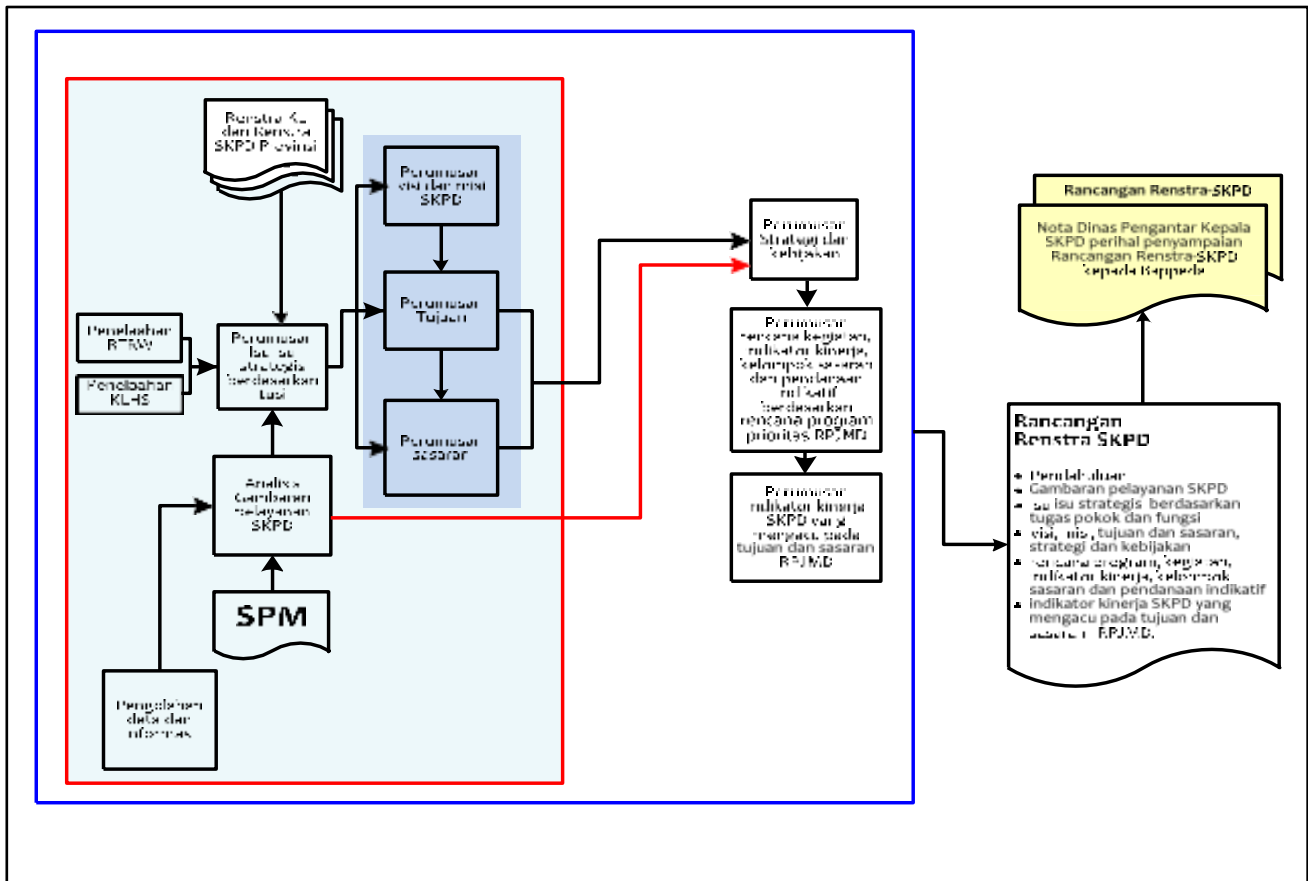 Renstra KL
dan Renstra
SKPD Provinsi
Perumusan
visi dan misi
SKPD
Rancangan Renstra-SKPD
Nota Dinas Pengantar Kepala
SKPD perihal penyampaian
Rancangan Renstra-SKPD
kepada Bappeda
Perumusan
Strategi dan
kebijakan
Perumusan
Tujuan
Penelaahan
RTRW
Perumusan
Isu-isu
strategis
berdasarkan
tusi
Penelaahan
KLHS
Perumusan
rencana kegiatan,
indikator kinerja,
kelompok sasaran
dan pendanaan
indikatif
berdasarkan
rencana program
prioritas RPJMD
Perumusan
sasaran
Analisis
Gambaran
pelayanan
SKPD
Perumusan
indikator kinerja
SKPD yang
mengacu pada
tujuan dan sasaran
RPJMD
Rancangan
Renstra SKPD
Pendahuluan
Gambaran pelayanan SKPD
isu isu strategis berdasarkan
tugas pokok dan fungsi
visi, misi, tujuan dan sasaran,
strategi dan kebijakan
rencana program, kegiatan,
indikator kinerja, kelompok
sasaran dan pendanaan indikatif
indikator kinerja SKPD yang
mengacu pada tujuan dan
sasaran RPJMD.
SPM
Pengolahan
data dan
informasi